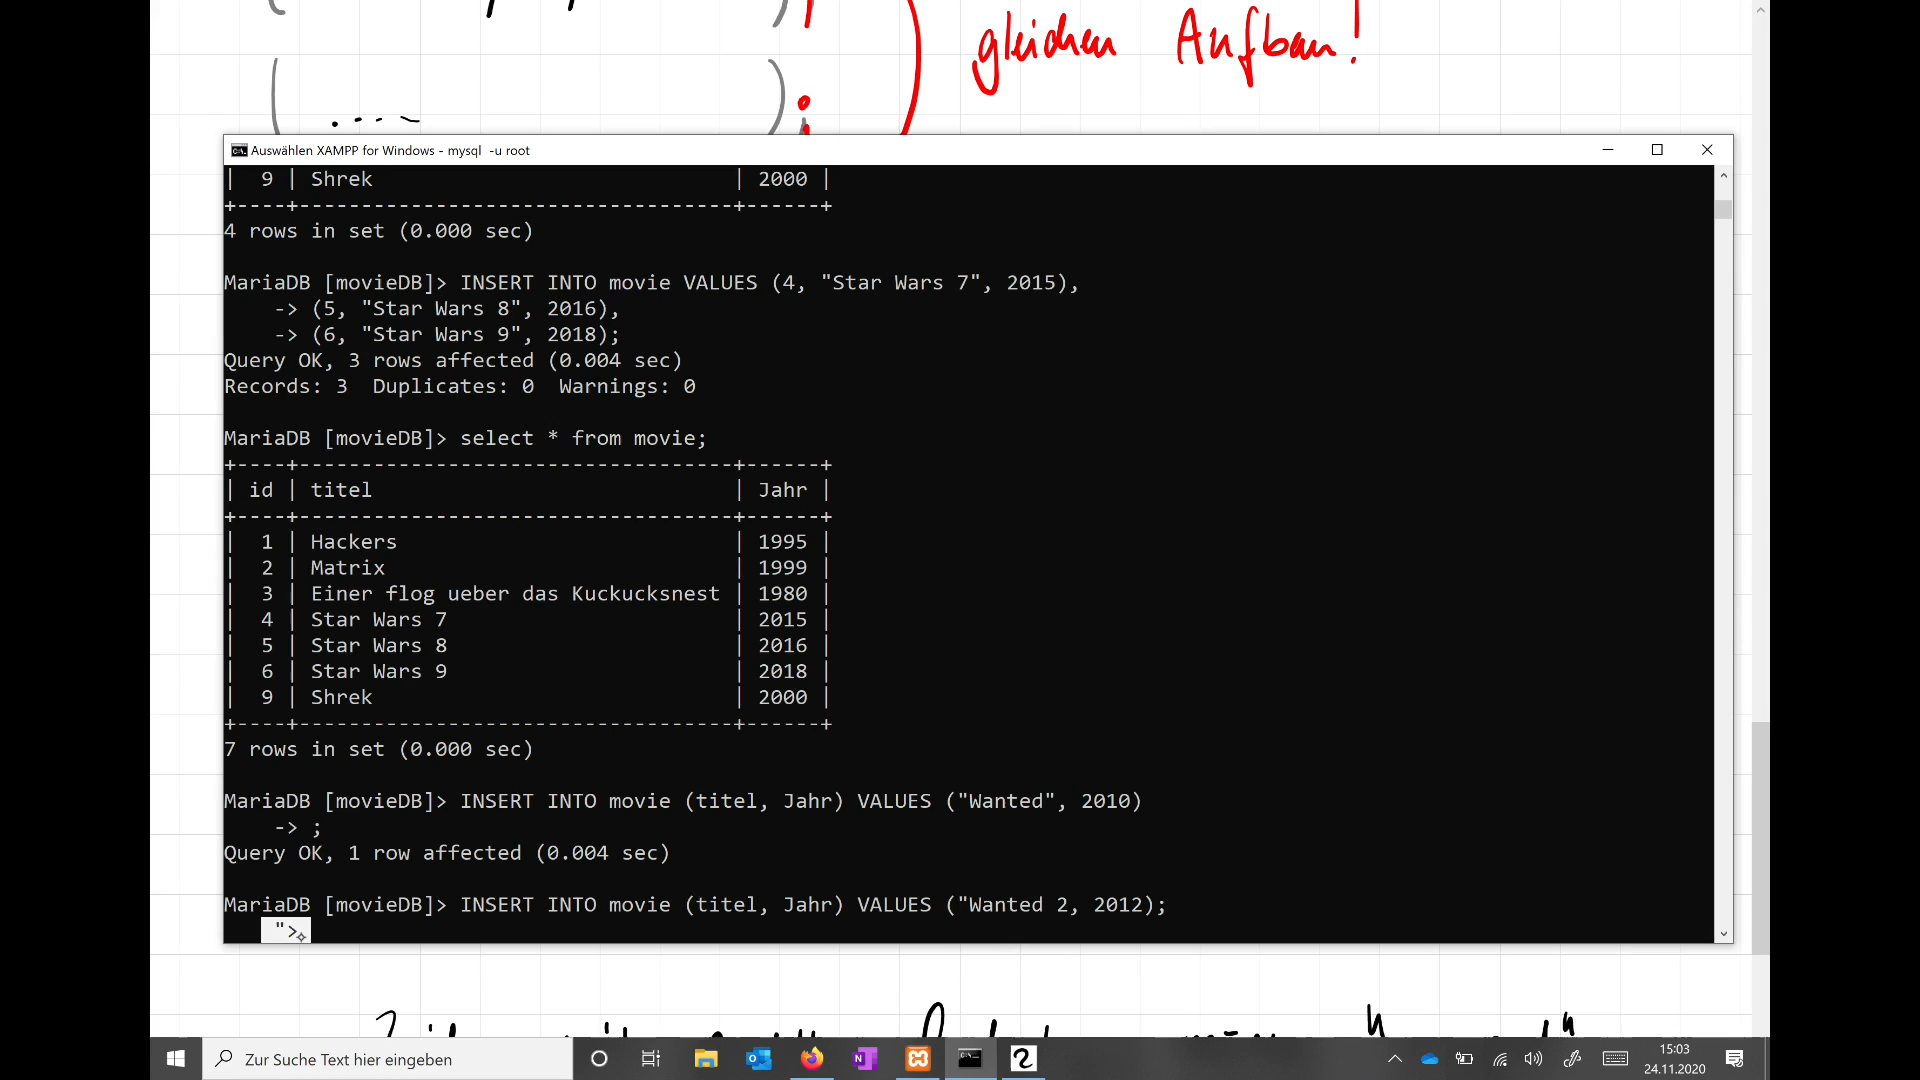 gleichen Aufbau!
Auswählen XAMPP for Windows - mysql  -u root
|  9 | Shrek                             | 2000 |
+----+-----------------------------------+------+
4 rows in set (0.000 sec)
MariaDB [movieDB]> INSERT INTO movie VALUES (4, "Star Wars 7", 2015),
    -> (5, "Star Wars 8", 2016),
    -> (6, "Star Wars 9", 2018);
Query OK, 3 rows affected (0.004 sec)
Records: 3  Duplicates: 0  Warnings: 0
MariaDB [movieDB]> select * from movie;
+----+-----------------------------------+------+
| id | titel                             | Jahr |
+----+-----------------------------------+------+
|  1 | Hackers                           | 1995 |
|  2 | Matrix                            | 1999 |
|  3 | Einer flog ueber das Kuckucksnest | 1980 |
|  4 | Star Wars 7                       | 2015 |
|  5 | Star Wars 8                       | 2016 |
|  6 | Star Wars 9                       | 2018 |
|  9 | Shrek                             | 2000 |
+----+-----------------------------------+------+
7 rows in set (0.000 sec)
MariaDB [movieDB]> INSERT INTO movie (titel, Jahr) VALUES ("Wanted", 2010)
    -> ;
Query OK, 1 row affected (0.004 sec)
MariaDB [movieDB]> INSERT INTO movie (titel, Jahr) VALUES ("Wanted 2, 2012);
    ">
Zur Suche Text hier eingeben
15:03
24.11.2020